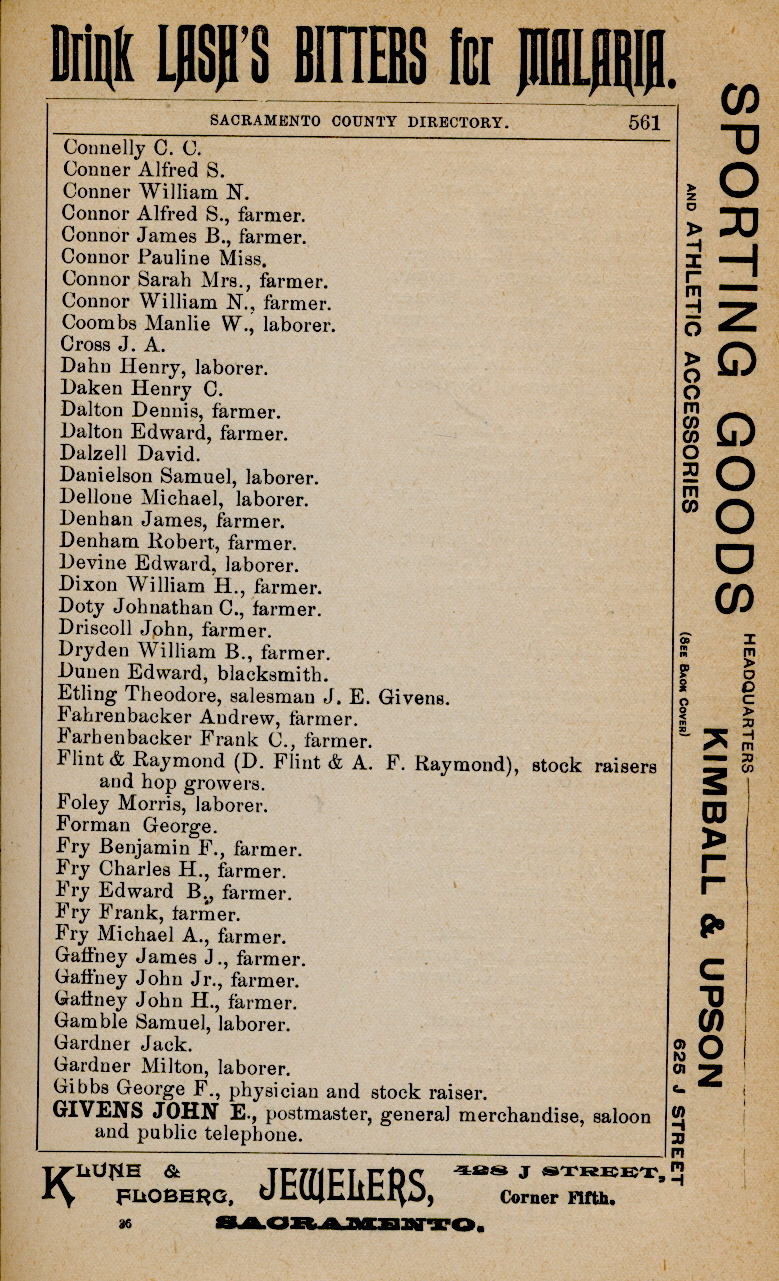 Drink LASH'S BITTERS for MALARIA.
SACRAMENTO COUNTY DIRECTORY. 561
Connelly C. C.
Conner Alfred S.
Conner William N.
Connor Alfred S., farmer.
Connor James B., farmer.
Connor Pauline Miss.
Connor Sarah Mrs., farmer.
Connor William N., farmer.
Coombs Manlie W., laborer.
Cross J. A.
Dahn Henry, laborer.
Daken Henry C.
Dalton Dennis, farmer.
Dalton Edward, farmer.
Dalzell David.
Danielson Samuel, laborer.
Dellone Michael, laborer.
Denhan James, farmer.
Denham Robert, farmer.
Devine Edward, laborer.
Dixon William H., farmer.
Doty Johnathan C., farmer.
Driscoll John, farmer.
Dryden William B., farmer.
Dunen Edward, blacksmith.
Etling Theodore, salesman J. E. Givens.
Fahrenbacker Andrew, farmer.
Farhenbacker Frank C., farmer.
Flint & Raymond (D. Flint & A. F. Raymond), stock raisers
and hop growers.
Foley Morris, laborer.
Forman George.
Fry Benjamin F., farmer.
Fry Charles H., farmer.
Fry Edward B., farmer.
Fry Frank, farmer.
Fry Michael A., farmer.
Gaffney James J., farmer.
Gaffney John Jr., farmer.
Gaffney John H., farmer.
Gamble Samuel, laborer.
Gardner Jack.
Gardner Milton, laborer.
Gibbs George F., physician and stock raiser.
GIVENS JOHN E., postmaster, general merchandise, saloon
and public telephone.
SPORTING GOODS HEADQUARTERS
AND ATHLETIC ACCESSORIES
(SEE BACK COVER)
KIMBALL & UPSON
625 J STREET
KLUNE & FLOBERG, JEWELERS, 428 J STREET,
Corner Fifth.
36 SACRAMENTO.